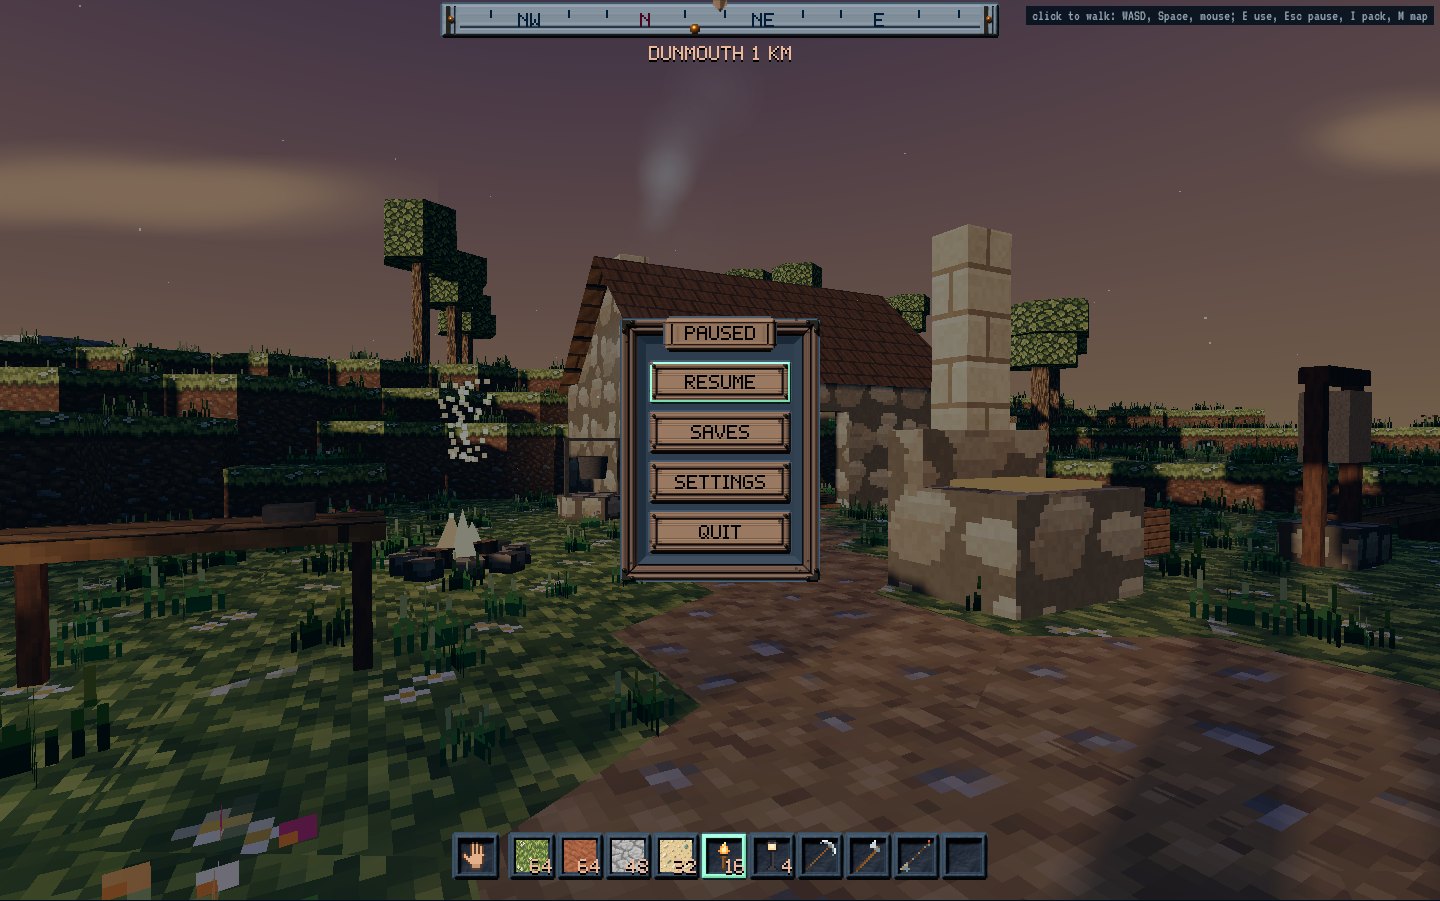 NW N NE E
click to walk: WASD, Space, mouse; E use, Esc pause, I pack, M map
DUNMOUTH 1 KM
PAUSED
RESUME
SAVES
SETTINGS
QUIT
64 64 48 32 16 4